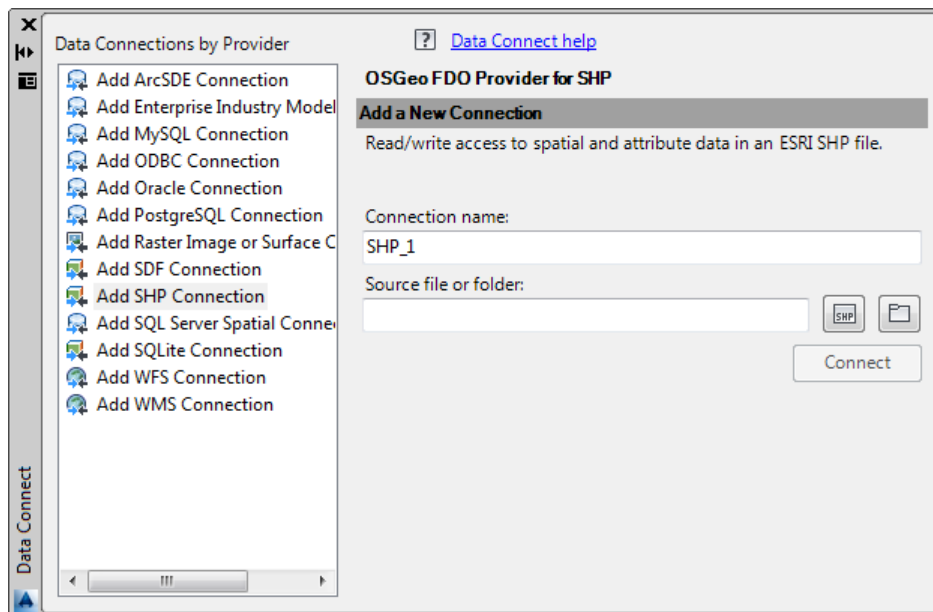 Data Connections by Provider
Add ArcSDE Connection
Add Enterprise Industry Model
Add MySQL Connection
Add ODBC Connection
Add Oracle Connection
Add PostgreSQL Connection
Add Raster Image or Surface C
Add SDF Connection
Add SHP Connection
Add SQL Server Spatial Conne
Add SQLite Connection
Add WFS Connection
Add WMS Connection
? Data Connect help
OSGeo FDO Provider for SHP
Add a New Connection
Read/write access to spatial and attribute data in an ESRI SHP file.
Connection name:
SHP_1
Source file or folder:
SHP
Connect
Data Connect